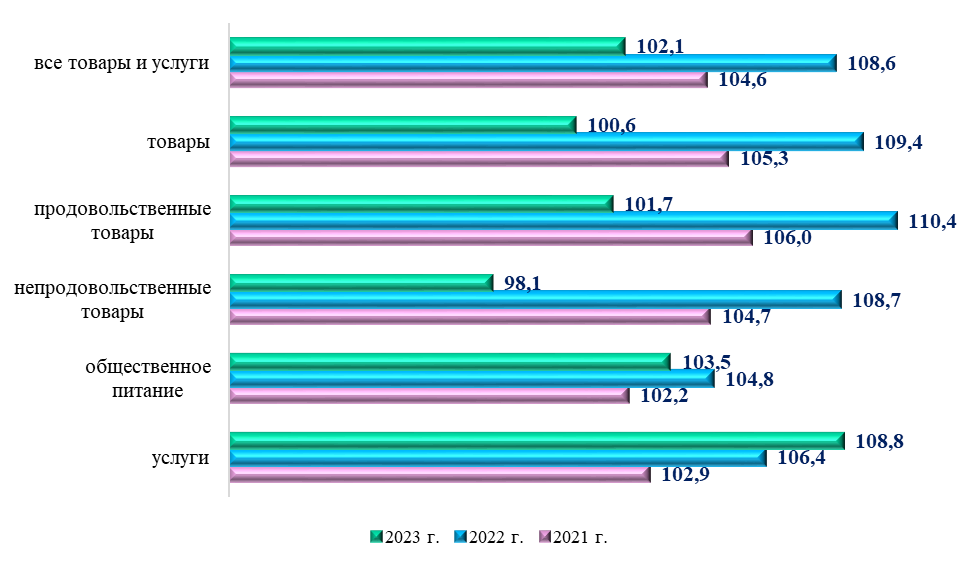 102,1
все товары и услуги
108,6
104,6
100,6
товары
109,4
105,3
продовольственные
товары
101,7
110,4
106,0
непродовольственные
товары
98,1
108,7
104,7
общественное
питание
103,5
104,8
102,2
108,8
услуги
106,4
102,9
2023 г. 2022 г. 2021 г.